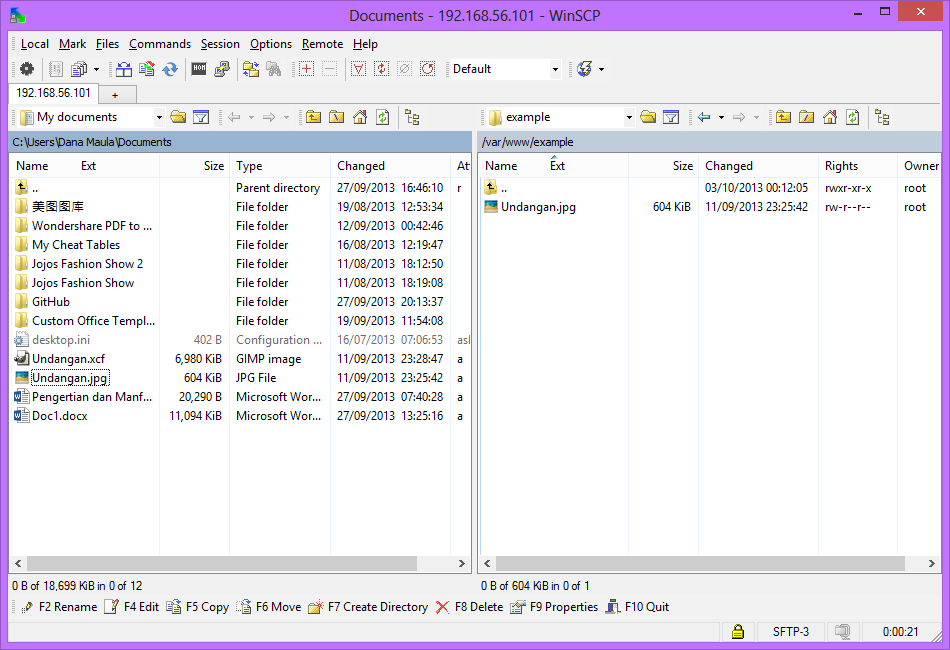 Documents - 192.168.56.101 - WinSCP
Local Mark Files Commands Session Options Remote Help
Default
192.168.56.101 +
My documents
example
C:\Users\Dana Maula\Documents
/var/www/example
Name Ext Size Type Changed At
Name Ext Size Changed Rights Owner
.. Parent directory 27/09/2013 16:46:10 r
.. 03/10/2013 00:12:05 rwxr-xr-x root
美图图库 File folder 19/08/2013 12:53:34
Undangan.jpg 604 KiB 11/09/2013 23:25:42 rw-r--r-- root
Wondershare PDF to ... File folder 12/09/2013 00:42:46
My Cheat Tables File folder 16/08/2013 12:19:47
Jojos Fashion Show 2 File folder 11/08/2013 18:12:50
Jojos Fashion Show File folder 11/08/2013 18:19:08
GitHub File folder 27/09/2013 20:13:37
Custom Office Templ... File folder 19/09/2013 11:54:08
desktop.ini 402 B Configuration ... 16/07/2013 07:06:53 asl
Undangan.xcf 6,980 KiB GIMP image 11/09/2013 23:28:47 a
Undangan.jpg 604 KiB JPG File 11/09/2013 23:25:42 a
Pengertian dan Manf... 20,290 B Microsoft Wor... 27/09/2013 07:40:28 a
Doc1.docx 11,094 KiB Microsoft Wor... 27/09/2013 13:25:16 a
0 B of 18,699 KiB in 0 of 12
0 B of 604 KiB in 0 of 1
F2 Rename F4 Edit F5 Copy F6 Move F7 Create Directory F8 Delete F9 Properties F10 Quit
SFTP-3 0:00:21